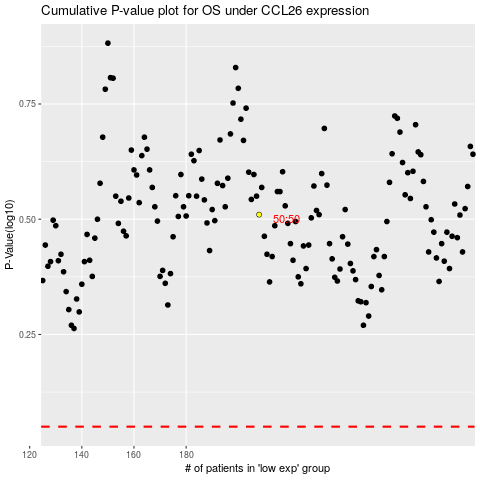 Cumulative P-value plot for OS under CCL26 expression
P-Value(log10)
0.75
0.50
0.25
50:50
120 140 160 180
# of patients in 'low exp' group